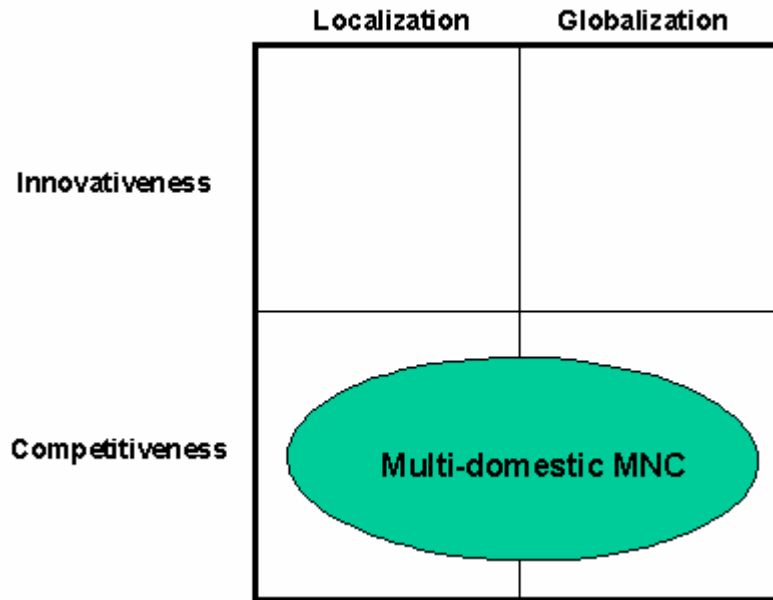 Localization Globalization
Innovativeness
Competitiveness
Multi-domestic MNC